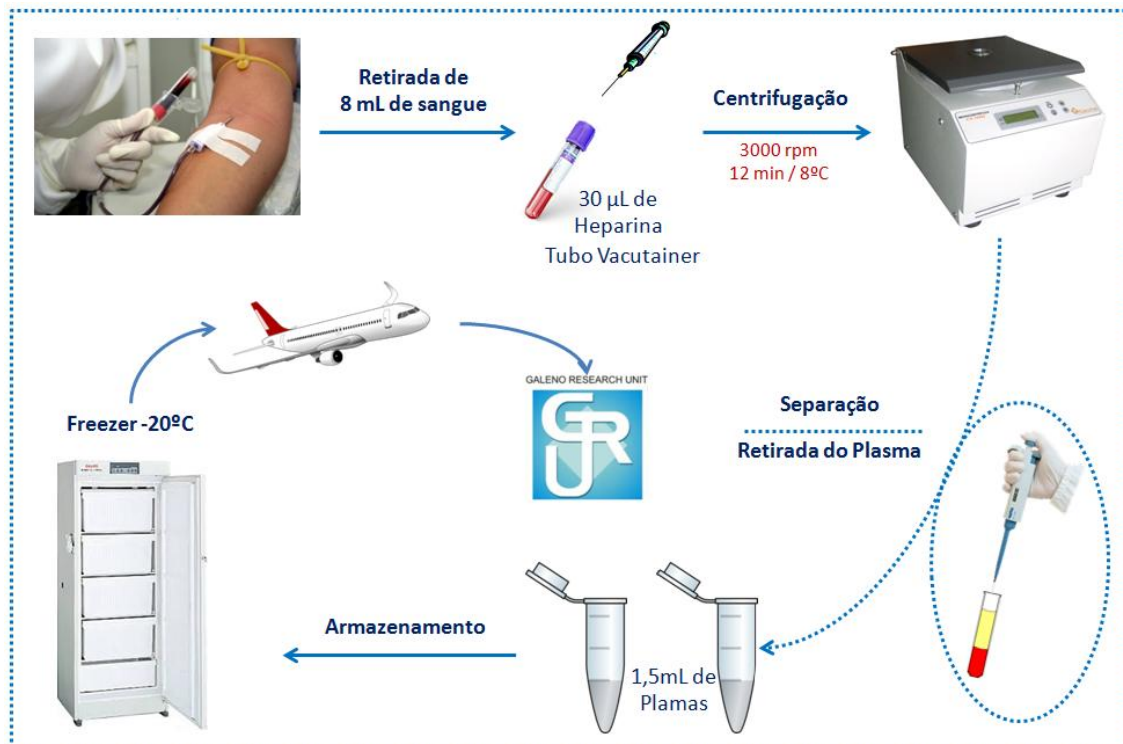 Retirada de
8 mL de sangue
Centrifugação
3000 rpm
12 min / 8ºC
30 µL de
Heparina
Tubo Vacutainer
GALENO RESEARCH UNIT
GRU
Separação
Retirada do Plasma
Freezer -20ºC
Armazenamento
1,5mL de
Plamas